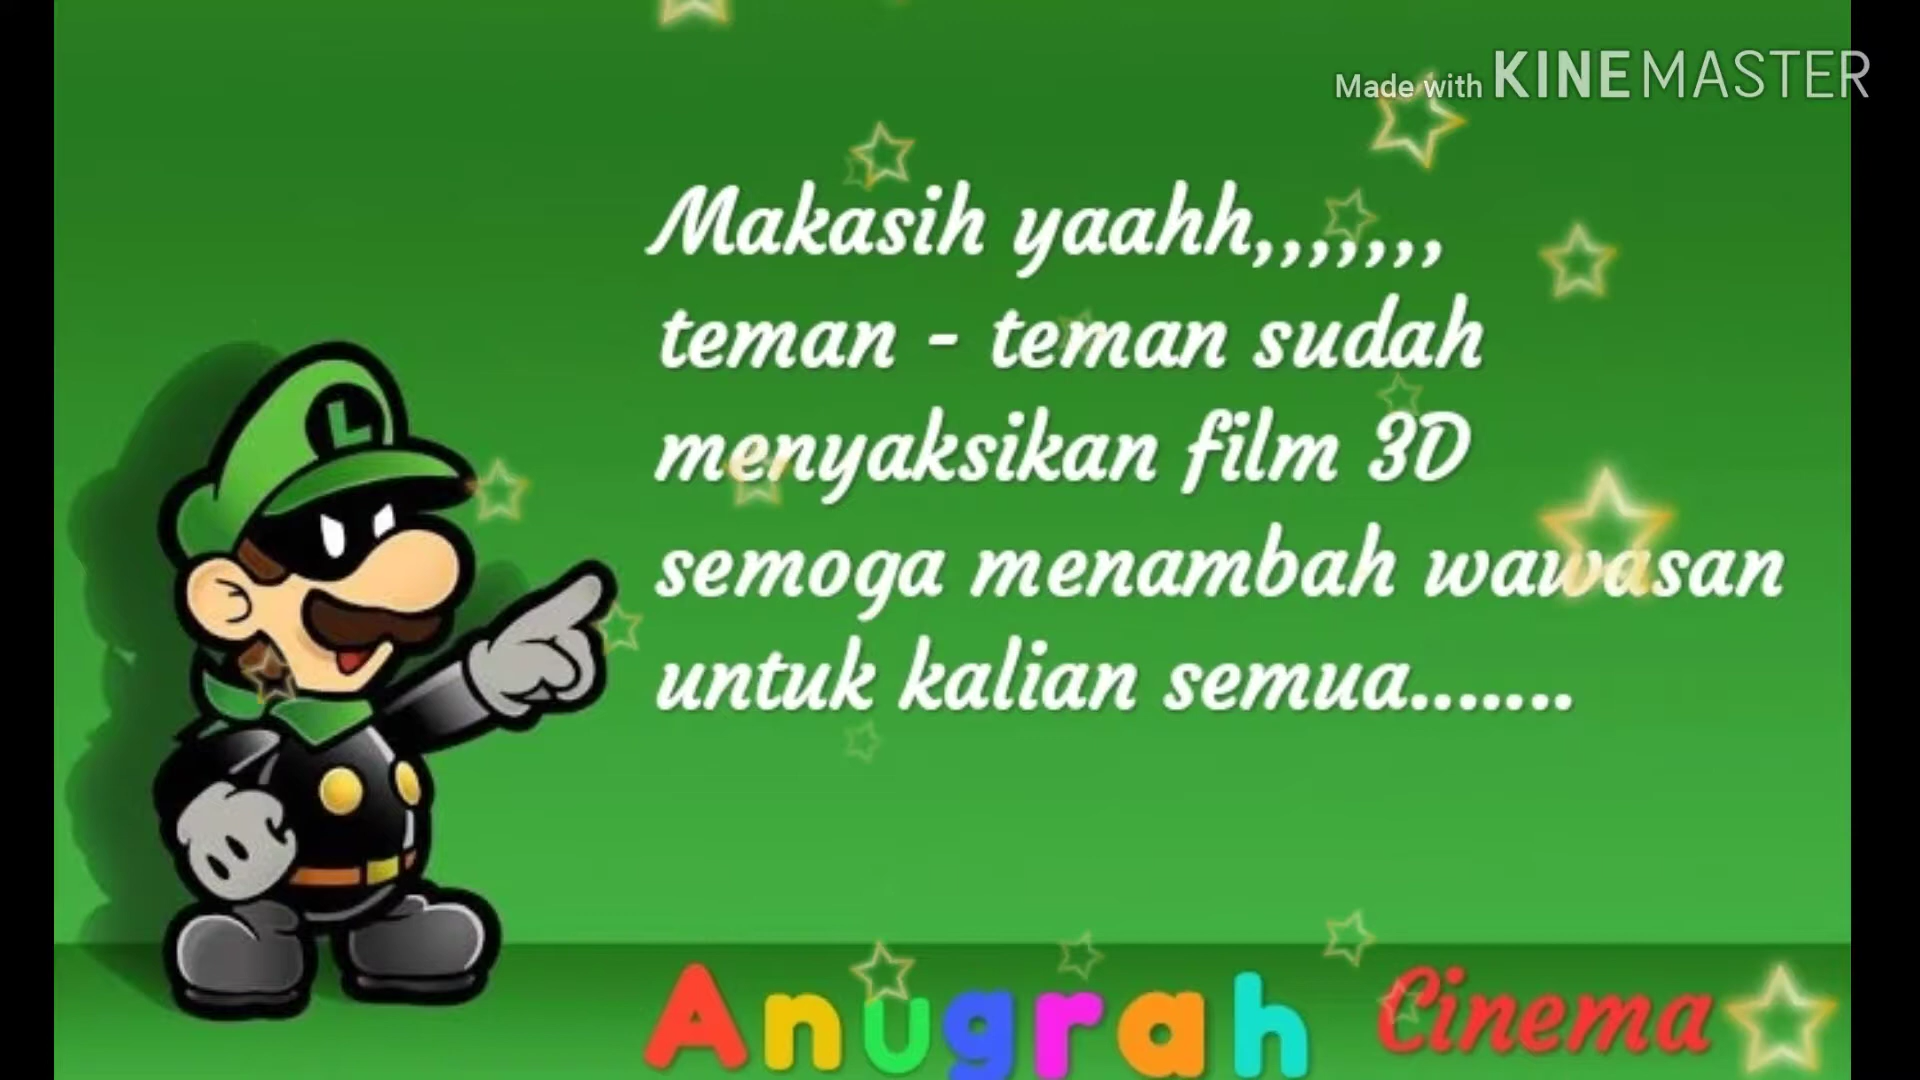 Made with KINEMASTER
Makasih yaahh,,,,,,,
teman - teman sudah
menyaksikan film 3D
semoga menambah wawasan
untuk kalian semua.......
L
Anugrah Cinema